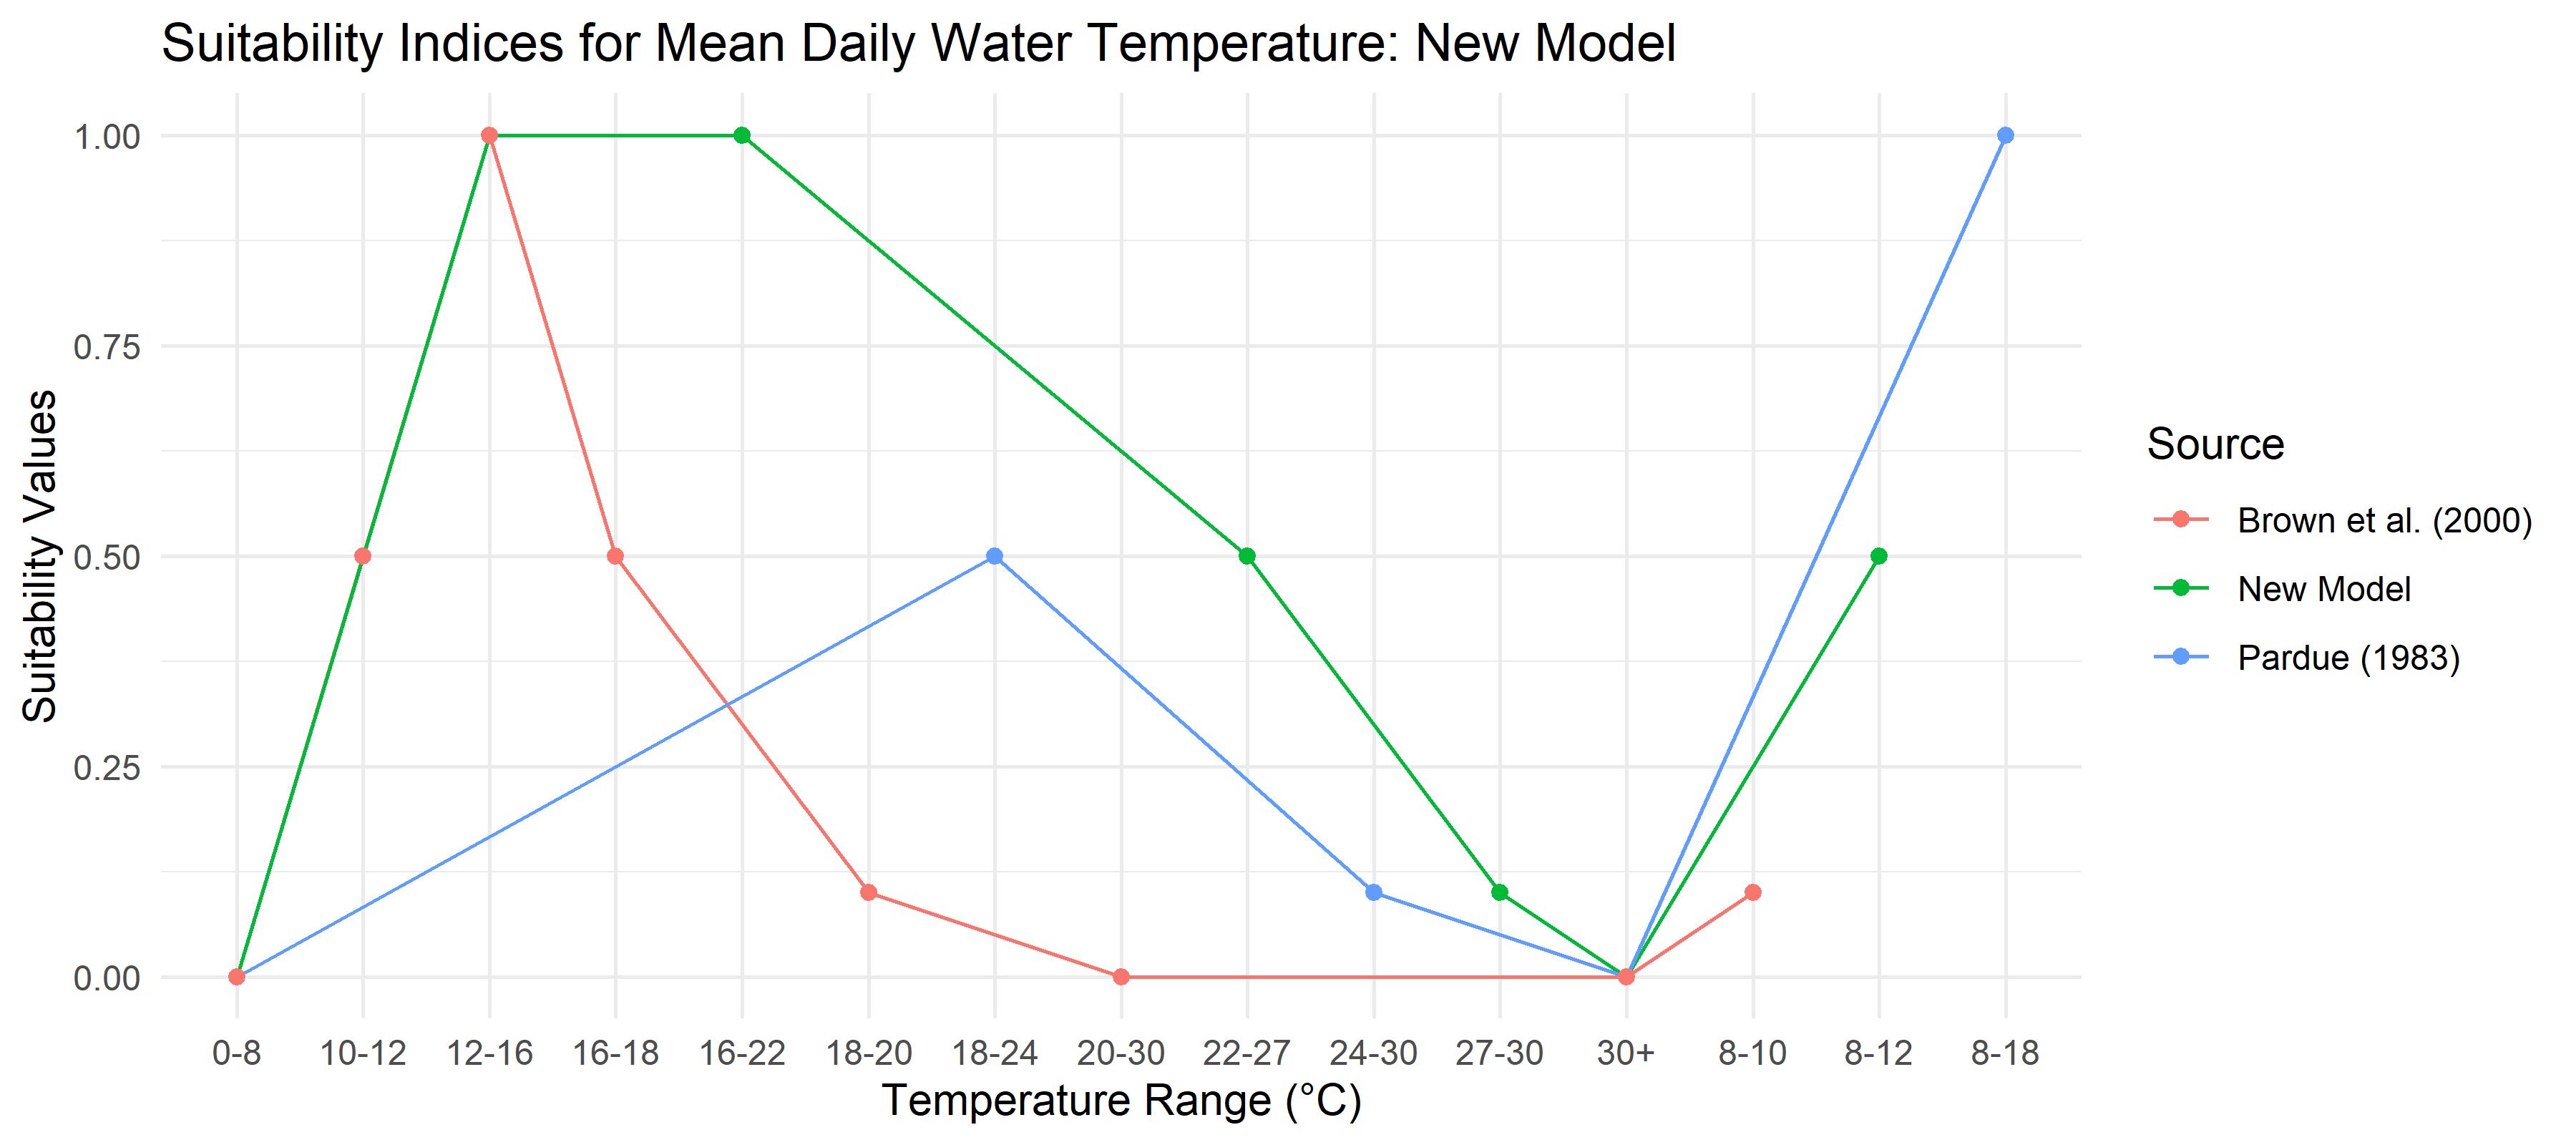 Suitability Indices for Mean Daily Water Temperature: New Model
1.00
0.75
0.50
0.25
0.00
Suitability Values
0-8 10-12 12-16 16-18 16-22 18-20 18-24 20-30 22-27 24-30 27-30 30+ 8-10 8-12 8-18
Temperature Range (°C)
Source
Brown et al. (2000)
New Model
Pardue (1983)